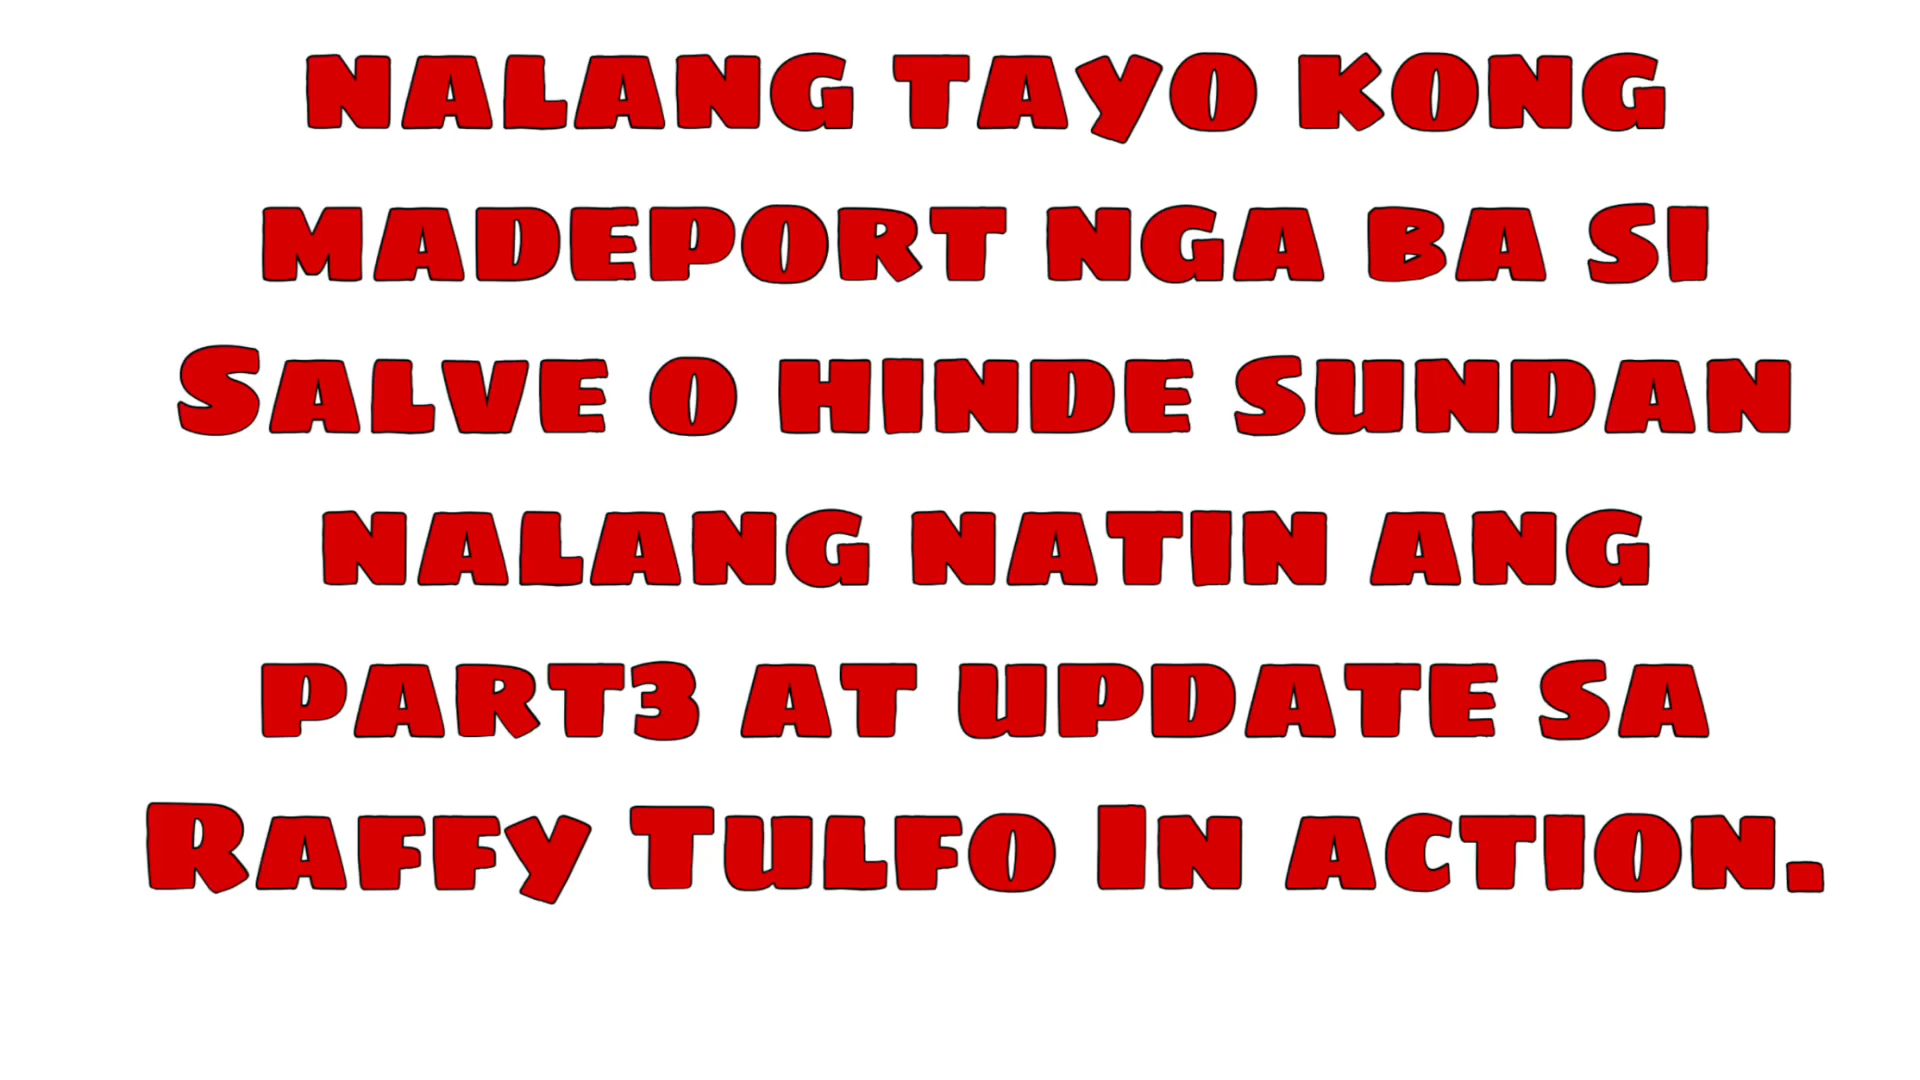 nalang tayo kong
madeport nga ba si
Salve o hinde sundan
nalang natin ang
part3 at update sa
Raffy Tulfo In action.